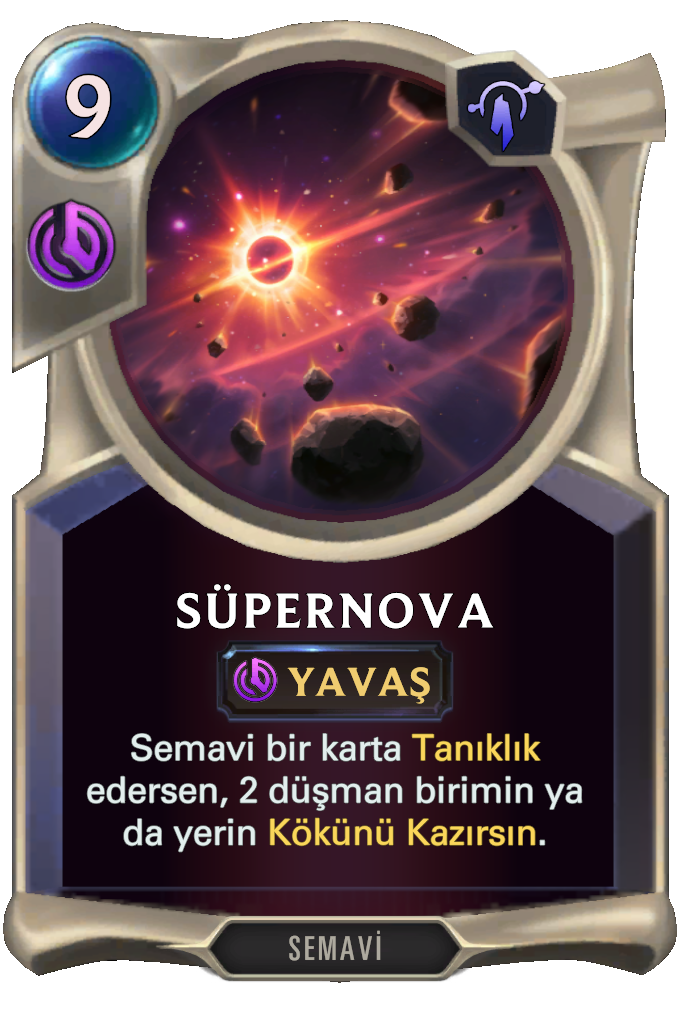 9
SÜPERNOVA
YAVAŞ
Semavi bir karta Tanıklık
edersen, 2 düşman birimin ya
da yerin Kökünü Kazırsın.
SEMAVİ